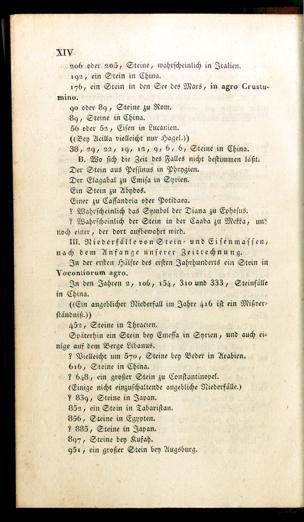 XIV
206 oder 205, Steine, wahrscheinlich in Italien.
192, ein Stein in China.
176, ein Stein in den See des Mars, in agro Crustu-
mino.
90 oder 89, Steine zu Rom.
89, Steine in China.
56 oder 52, Eisen in Lucanien.
((Bey Acilla vielleicht nur Hagel.))
38, 29, 22, 19, 12, 9, 6, 6, Steine in China.
B. Wo sich die Zeit des Falles nicht bestimmen läßt.
Der Stein aus Pessinus in Phrygien.
Der Elagabal zu Emisa in Syrien.
Ein Stein zu Abydos.
Einer zu Cassandria oder Potidaea.
? Wahrscheinlich das Symbol der Diana zu Ephosus.
? Wahrscheinlich der Stein in der Caaba zu Mekka, und
noch einer, der dort aufbewahrt wird.
III. Niederfälle von Stein- und Eisenmassen,
nach dem Anfange unserer Zeitrechnung.
In der ersten Hälfte des ersten Jahrhunderts ein Stein in
Vocontiorum agro.
In den Jahren 2, 106, 154, 310 und 333, Steinfälle
in China.
((Ein angeblicher Niederfall im Jahre 416 ist ein Mißver-
ständniß.))
452, Steine in Thracien.
Späterhin ein Stein bey Emessa in Syrien, und auch ei-
nige auf dem Berge Libanus.
? Vielleicht um 570, Steine bey Beder in Arabien.
616, Steine in China.
? 648, ein großer Stein zu Constantinopel.
(Einige nicht einzuschaltende angebliche Niederfälle.)
? 839, Steine in Japan.
852, ein Stein in Tabaristan.
856, Steine in Egypten.
? 885, Steine in Japan.
897, Steine bey Kufah.
951, ein großer Stein bey Augsburg.